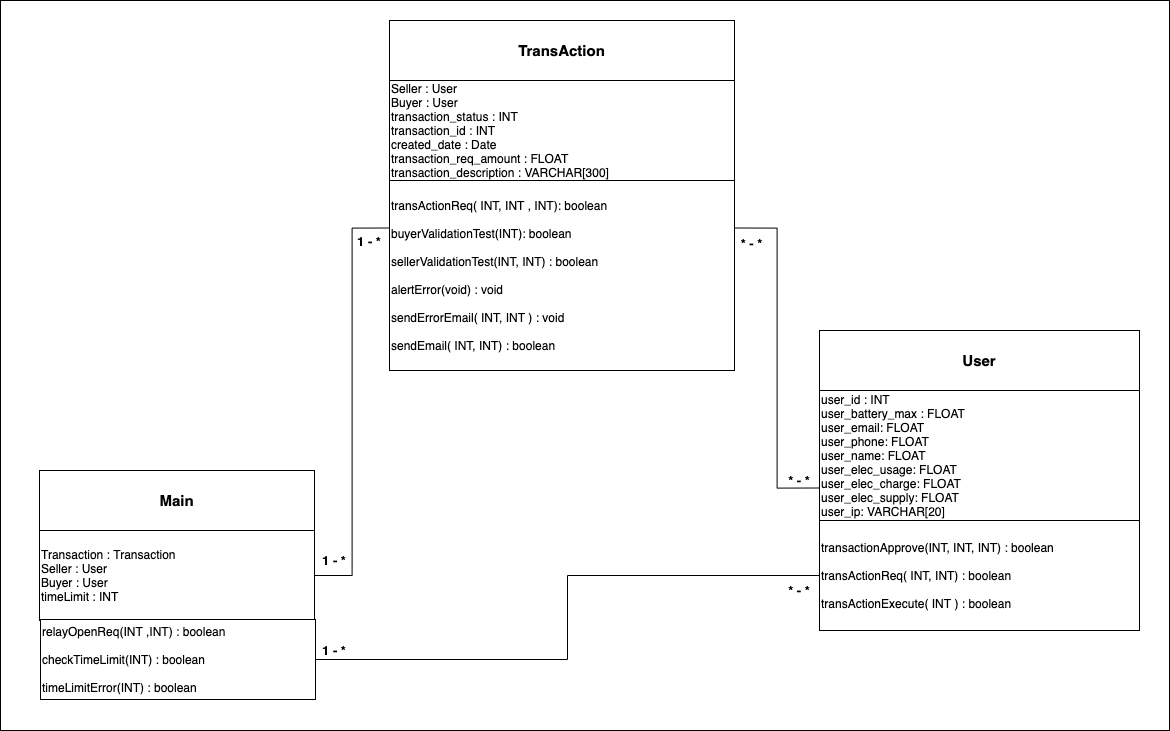 TransAction
Seller : User
Buyer : User
transaction_status : INT
transaction_id : INT
created_date : Date
transaction_req_amount : FLOAT
transaction_description : VARCHAR[300]
transActionReq( INT, INT , INT): boolean
buyerValidationTest(INT): boolean
sellerValidationTest(INT, INT) : boolean
alertError(void) : void
sendErrorEmail( INT, INT ) : void
sendEmail( INT, INT) : boolean
1 - *
* - *
User
user_id : INT
user_battery_max : FLOAT
user_email: FLOAT
user_phone: FLOAT
user_name: FLOAT
user_elec_usage: FLOAT
user_elec_charge: FLOAT
user_elec_supply: FLOAT
user_ip: VARCHAR[20]
transactionApprove(INT, INT, INT) : boolean
transActionReq( INT, INT) : boolean
transActionExecute( INT ) : boolean
* - *
* - *
Main
Transaction : Transaction
Seller : User
Buyer : User
timeLimit : INT
relayOpenReq(INT ,INT) : boolean
checkTimeLimit(INT) : boolean
timeLimitError(INT) : boolean
1 - *
1 - *